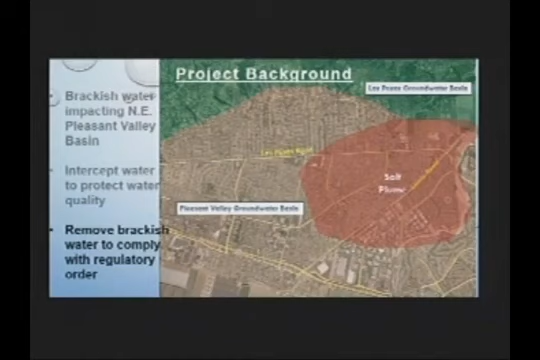 Project Background
Las Posas Groundwater Basin
• Brackish water
impacting N.E.
Pleasant Valley
Basin
• Intercept water
to protect water
quality
• Remove brackish
water to comply
with regulatory
order
Salt
Plume
Pleasant Valley Groundwater Basin